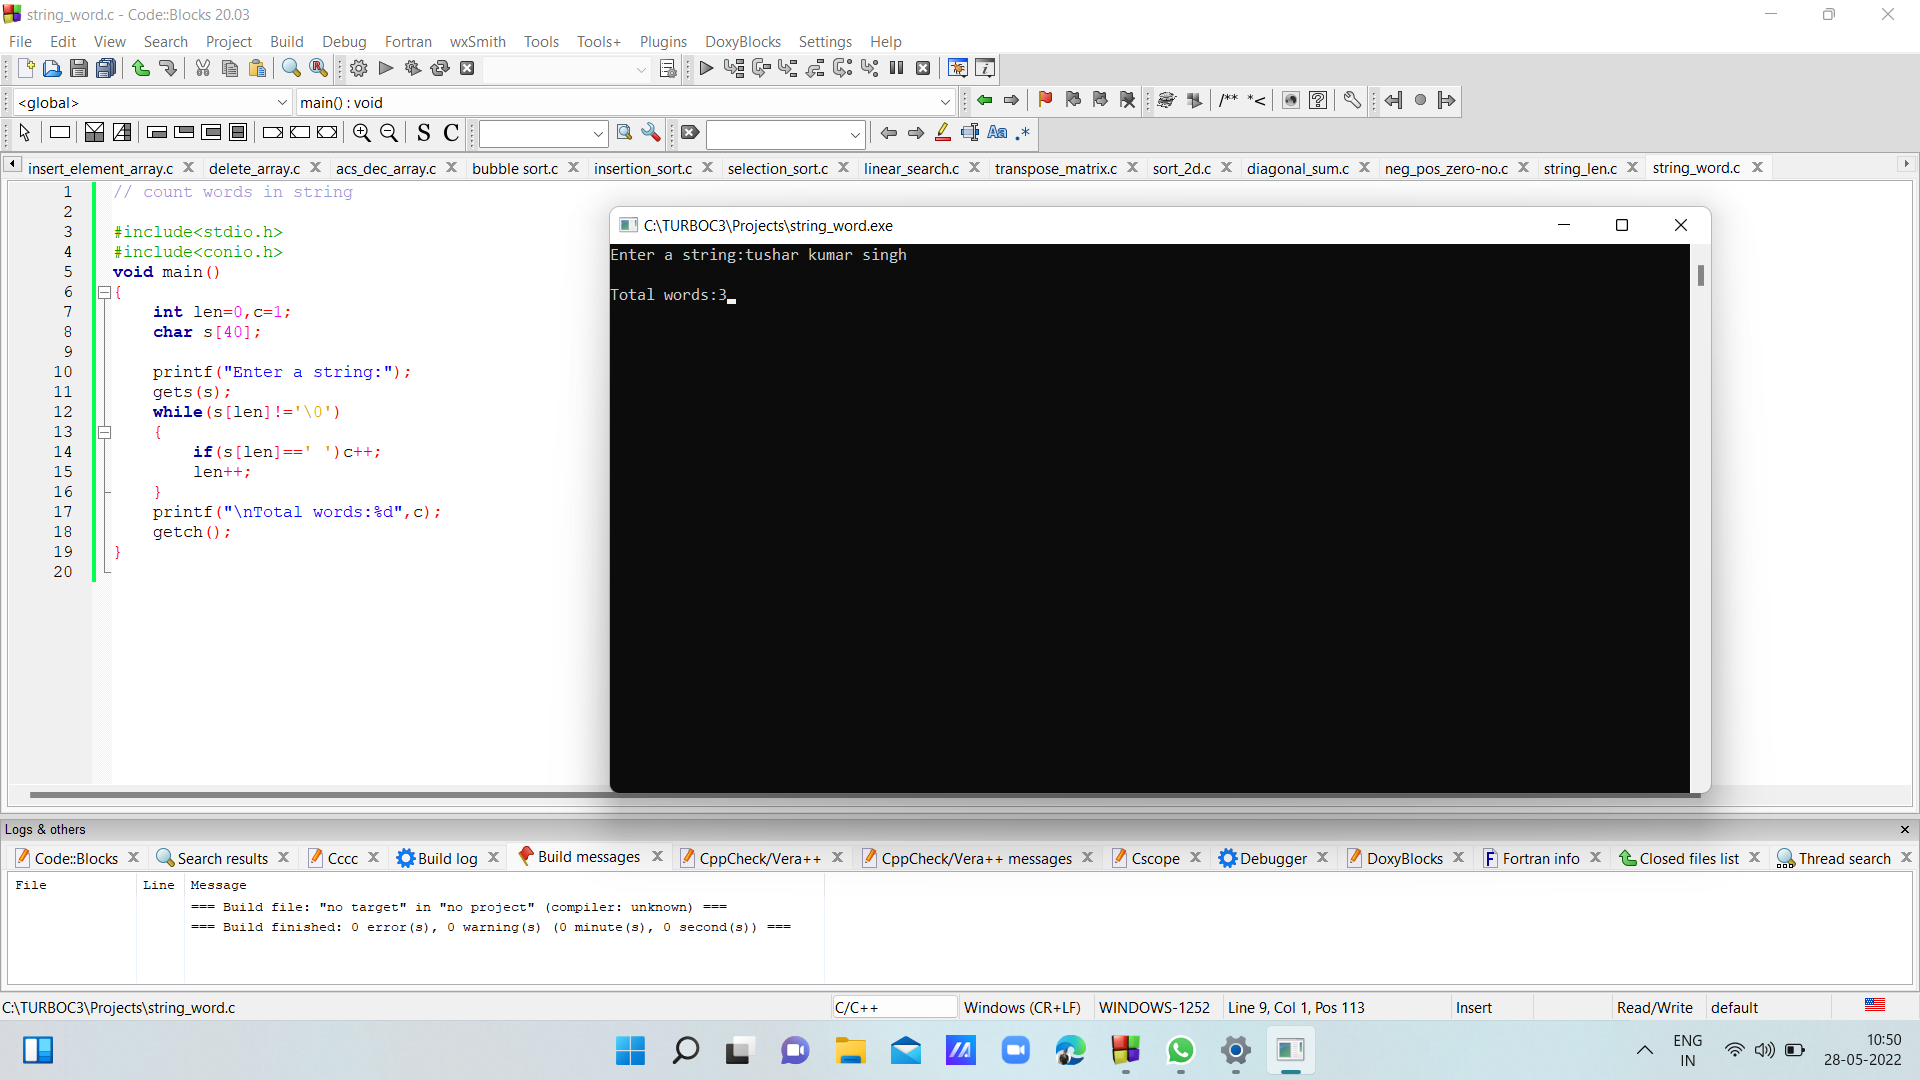 string_word.c - Code::Blocks 20.03
File Edit View Search Project Build Debug Fortran wxSmith Tools Tools+ Plugins DoxyBlocks Settings Help
<global> main() : void
/** *<
S C Aa .*
insert_element_array.c delete_array.c acs_dec_array.c bubble sort.c insertion_sort.c selection_sort.c linear_search.c transpose_matrix.c sort_2d.c diagonal_sum.c neg_pos_zero-no.c string_len.c string_word.c
1 // count words in string
2
3 #include<stdio.h>
4 #include<conio.h>
5 void main()
6 {
7 int len=0,c=1;
8 char s[40];
9
10 printf("Enter a string:");
11 gets(s);
12 while(s[len]!='\0')
13 {
14 if(s[len]==' ')c++;
15 len++;
16 }
17 printf("\nTotal words:%d",c);
18 getch();
19 }
20
C:\TURBOC3\Projects\string_word.exe
Enter a string:tushar kumar singh
Total words:3
Logs & others
Code::Blocks Search results Cccc Build log Build messages CppCheck/Vera++ CppCheck/Vera++ messages Cscope Debugger DoxyBlocks Fortran info Closed files list Thread search
File Line Message
=== Build file: "no target" in "no project" (compiler: unknown) ===
=== Build finished: 0 error(s), 0 warning(s) (0 minute(s), 0 second(s)) ===
C:\TURBOC3\Projects\string_word.c C/C++ Windows (CR+LF) WINDOWS-1252 Line 9, Col 1, Pos 113 Insert Read/Write default
ENG
IN
10:50
28-05-2022